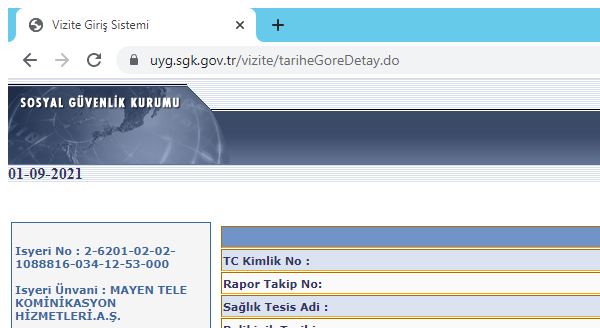 Vizite Giriş Sistemi
uyg.sgk.gov.tr/vizite/tariheGoreDetay.do
SOSYAL GÜVENLİK KURUMU
01-09-2021
Isyeri No : 2-6201-02-02-
1088816-034-12-53-000
Isyeri Ünvani : MAYEN TELE
KOMİNİKASYON
HİZMETLERİ.A.Ş.
TC Kimlik No :
Rapor Takip No:
Sağlık Tesis Adi :